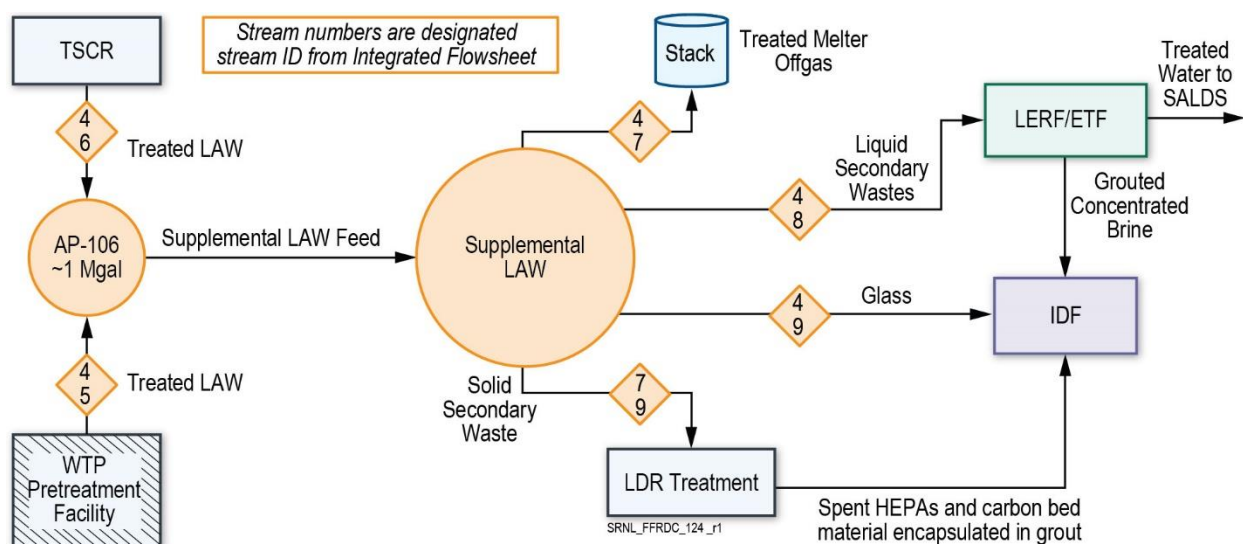 TSCR
Stream numbers are designated
stream ID from Integrated Flowsheet
Stack
Treated Melter
Offgas
Treated
Water to
SALDS
LERF/ETF
4
6
Treated LAW
4
7
Liquid
Secondary
Wastes
4
8
Grouted
Concentrated
Brine
AP-106
~1 Mgal
Supplemental LAW Feed
Supplemental
LAW
4
9
Glass
IDF
4
5
Treated LAW
Solid
Secondary
Waste
7
9
WTP
Pretreatment
Facility
LDR Treatment
SRNL_FFRDC_124 _r1
Spent HEPAs and carbon bed
material encapsulated in grout